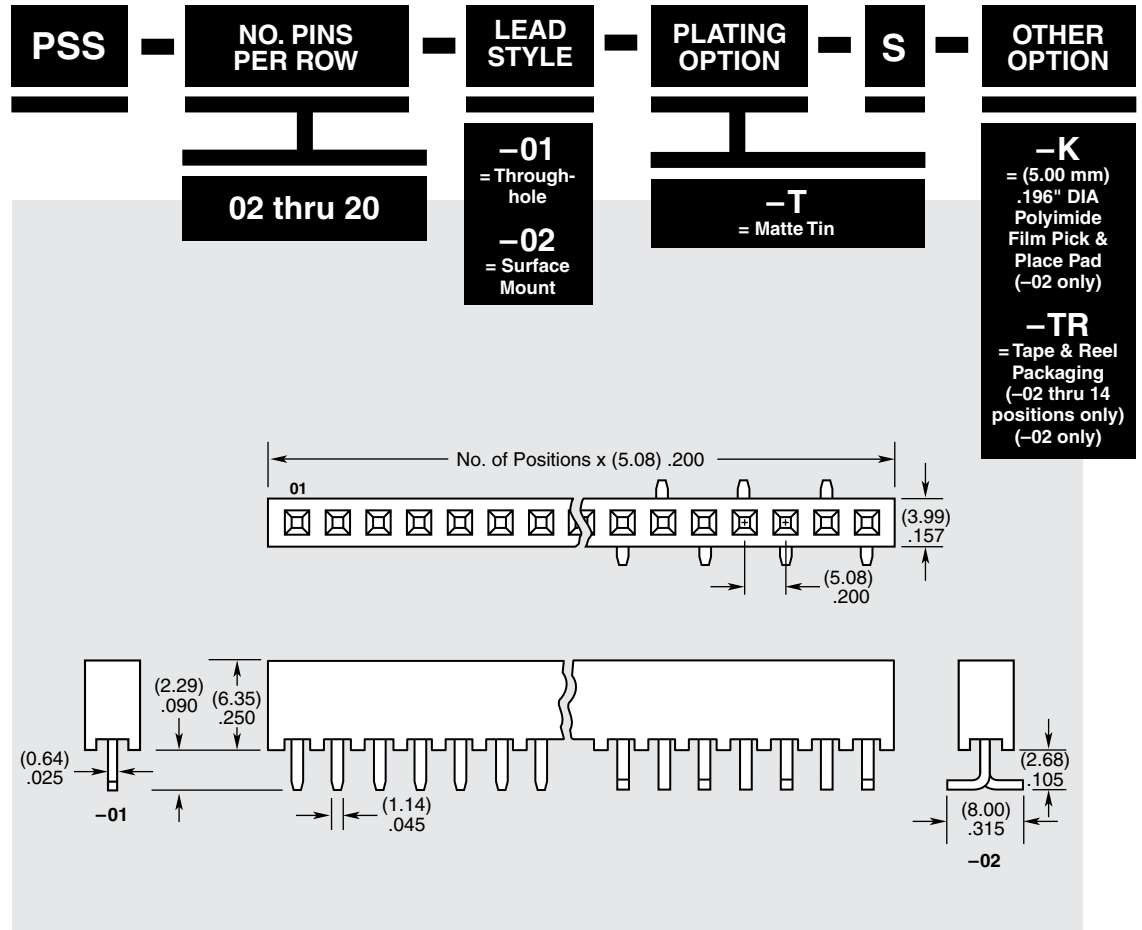 PSS
NO. PINS
PER ROW
LEAD
STYLE
PLATING
OPTION
S
OTHER
OPTION
02 thru 20
–01
= Through-
hole
–02
= Surface
Mount
–T
= Matte Tin
–K
= (5.00 mm)
.196" DIA
Polyimide
Film Pick &
Place Pad
(–02 only)
–TR
= Tape & Reel
Packaging
(–02 thru 14
positions only)
(–02 only)
No. of Positions x (5.08) .200
01
(3.99)
.157
(5.08)
.200
(2.29)
.090
(6.35)
.250
(0.64)
.025
–01
(1.14)
.045
(2.68)
.105
(8.00)
.315
–02